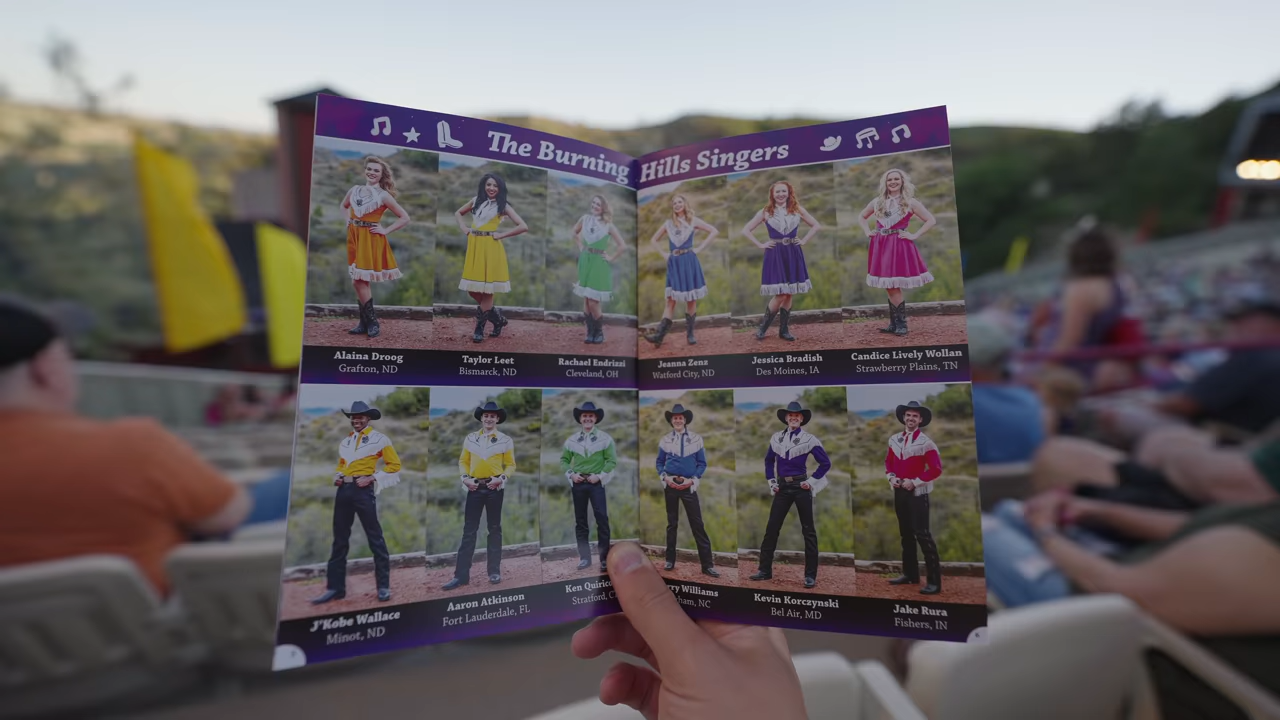 The Burning Hills Singers
Alaina Droog
Grafton, ND
Taylor Leet
Bismarck, ND
Rachael Endrizzi
Cleveland, OH
Jeanna Zenz
Watford City, ND
Jessica Bradish
Des Moines, IA
Candice Lively Wollan
Strawberry Plains, TN
J'Kobe Wallace
Minot, ND
Aaron Atkinson
Fort Lauderdale, FL
Ken
Stratford,
Williams
NC
Kevin Korczynski
Bel Air, MD
Jake Rura
Fishers, IN